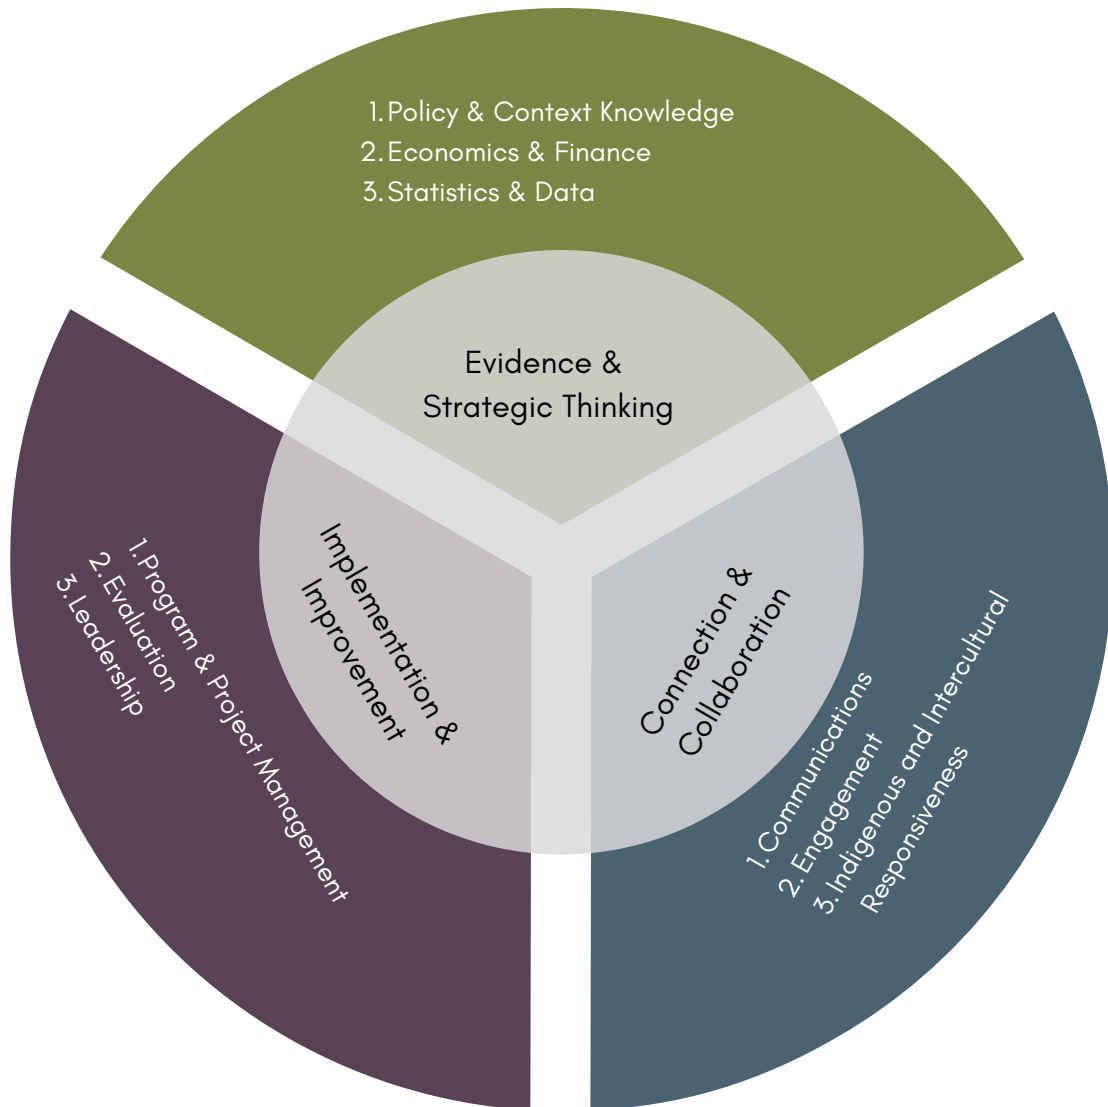 1. Policy & Context Knowledge
2. Economics & Finance
3. Statistics & Data
Evidence &
Strategic Thinking
Implementation &
Improvement
1. Program & Project Management
2. Evaluation
3. Leadership
Connection &
Collaboration
1. Communications
2. Engagement
3. Indigenous and Intercultural
Responsiveness